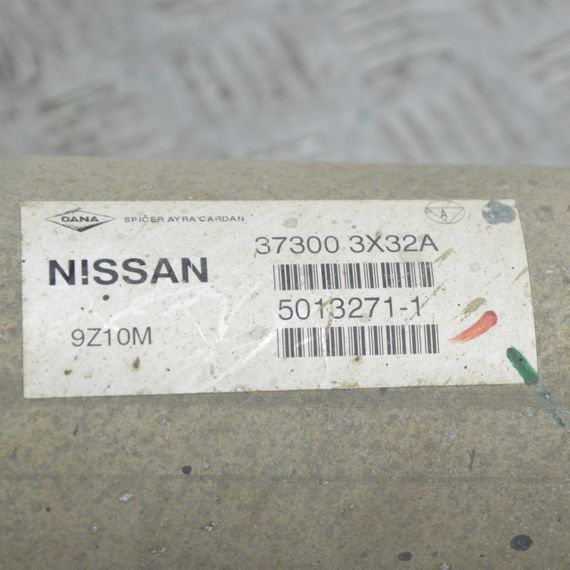 DANA SPICER AYRA CARDAN A
NISSAN 37300 3X32A
5013271-1
9Z10M